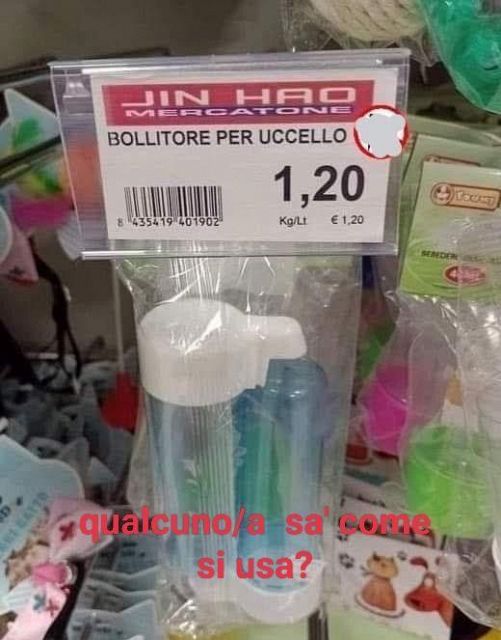 JIN HAO
MERCATONE
BOLLITORE PER UCCELLO
1,20
8 435419 401902
Kg/Lt € 1,20
BEBEDERO
qualcuno/a sa' come
si usa?